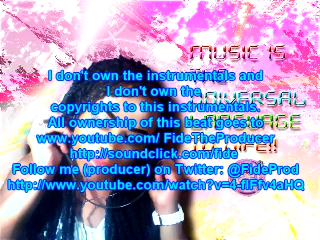 MUSIC IS
I don't own the instrumentals and
I don't own the
copyrights to this instrumentals.
All ownership of this beat goes to
www.youtube.com/ FideTheProducer
http://soundclick.com/fide
Follow me (producer) on Twitter: @FideProd
http://www.youtube.com/watch?v=4-fIFfv4aHQ